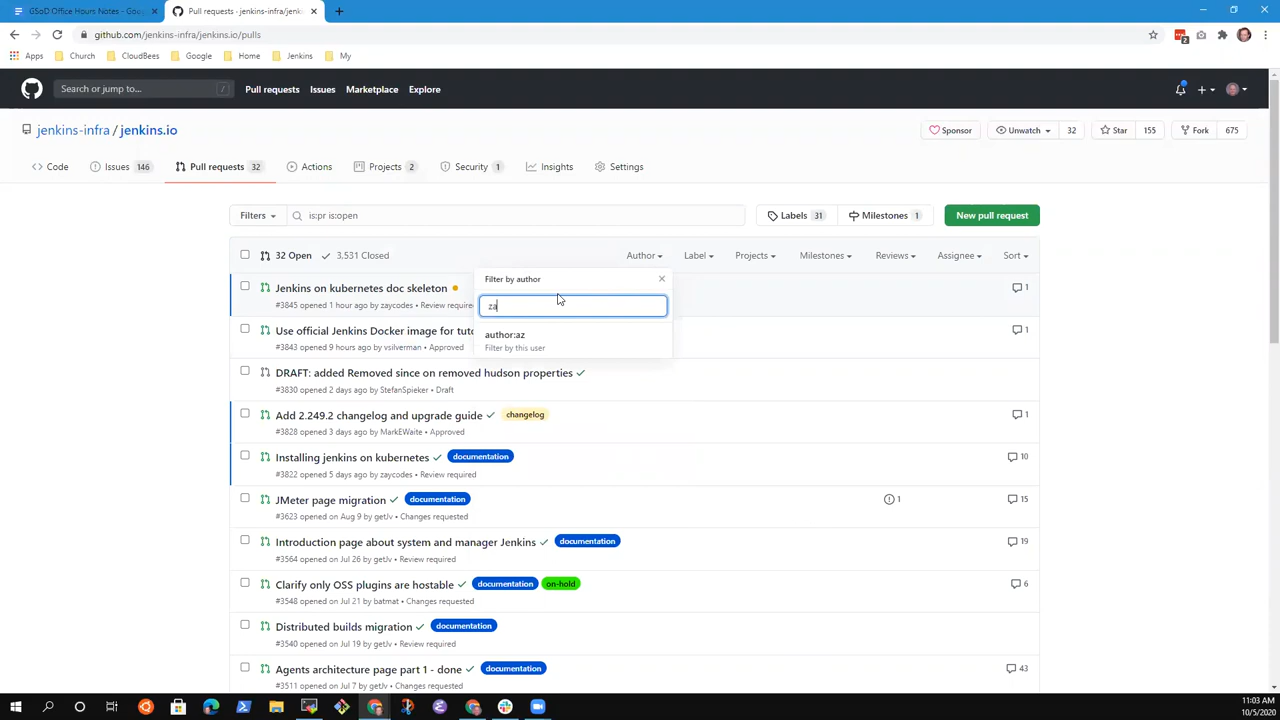 GSoD Office Hours Notes - Goog
Pull requests · jenkins-infra/jenki
github.com/jenkins-infra/jenkins.io/pulls
Apps Church CloudBees Google Home Jenkins My
2
Search or jump to... /
Pull requests Issues Marketplace Explore
jenkins-infra / jenkins.io
Sponsor Unwatch 32 Star 155 Fork 675
Code Issues 146 Pull requests 32 Actions Projects 2 Security 1 Insights Settings
Filters is:pr is:open Labels 31 Milestones 1 New pull request
32 Open 3,531 Closed Author Label Projects Milestones Reviews Assignee Sort
Filter by author
za
author:az
Filter by this user
Jenkins on kubernetes doc skeleton 1
#3845 opened 1 hour ago by zaycodes • Review require
Use official Jenkins Docker image for tuto 1
#3843 opened 9 hours ago by vsilverman • Approved
DRAFT: added Removed since on removed hudson properties
#3830 opened 2 days ago by StefanSpieker • Draft
Add 2.249.2 changelog and upgrade guide changelog 1
#3828 opened 3 days ago by MarkEWaite • Approved
Installing jenkins on kubernetes documentation 10
#3822 opened 5 days ago by zaycodes • Review required
JMeter page migration documentation 1 15
#3623 opened on Aug 9 by getJv • Changes requested
Introduction page about system and manager Jenkins documentation 19
#3564 opened on Jul 26 by getJv • Review required
Clarify only OSS plugins are hostable documentation on-hold 6
#3548 opened on Jul 21 by batmat • Changes requested
Distributed builds migration documentation
#3540 opened on Jul 19 by getJv • Review required
Agents architecture page part 1 - done documentation 43
#3511 opened on Jul 7 by getJv • Changes requested
11:03 AM
10/5/2020